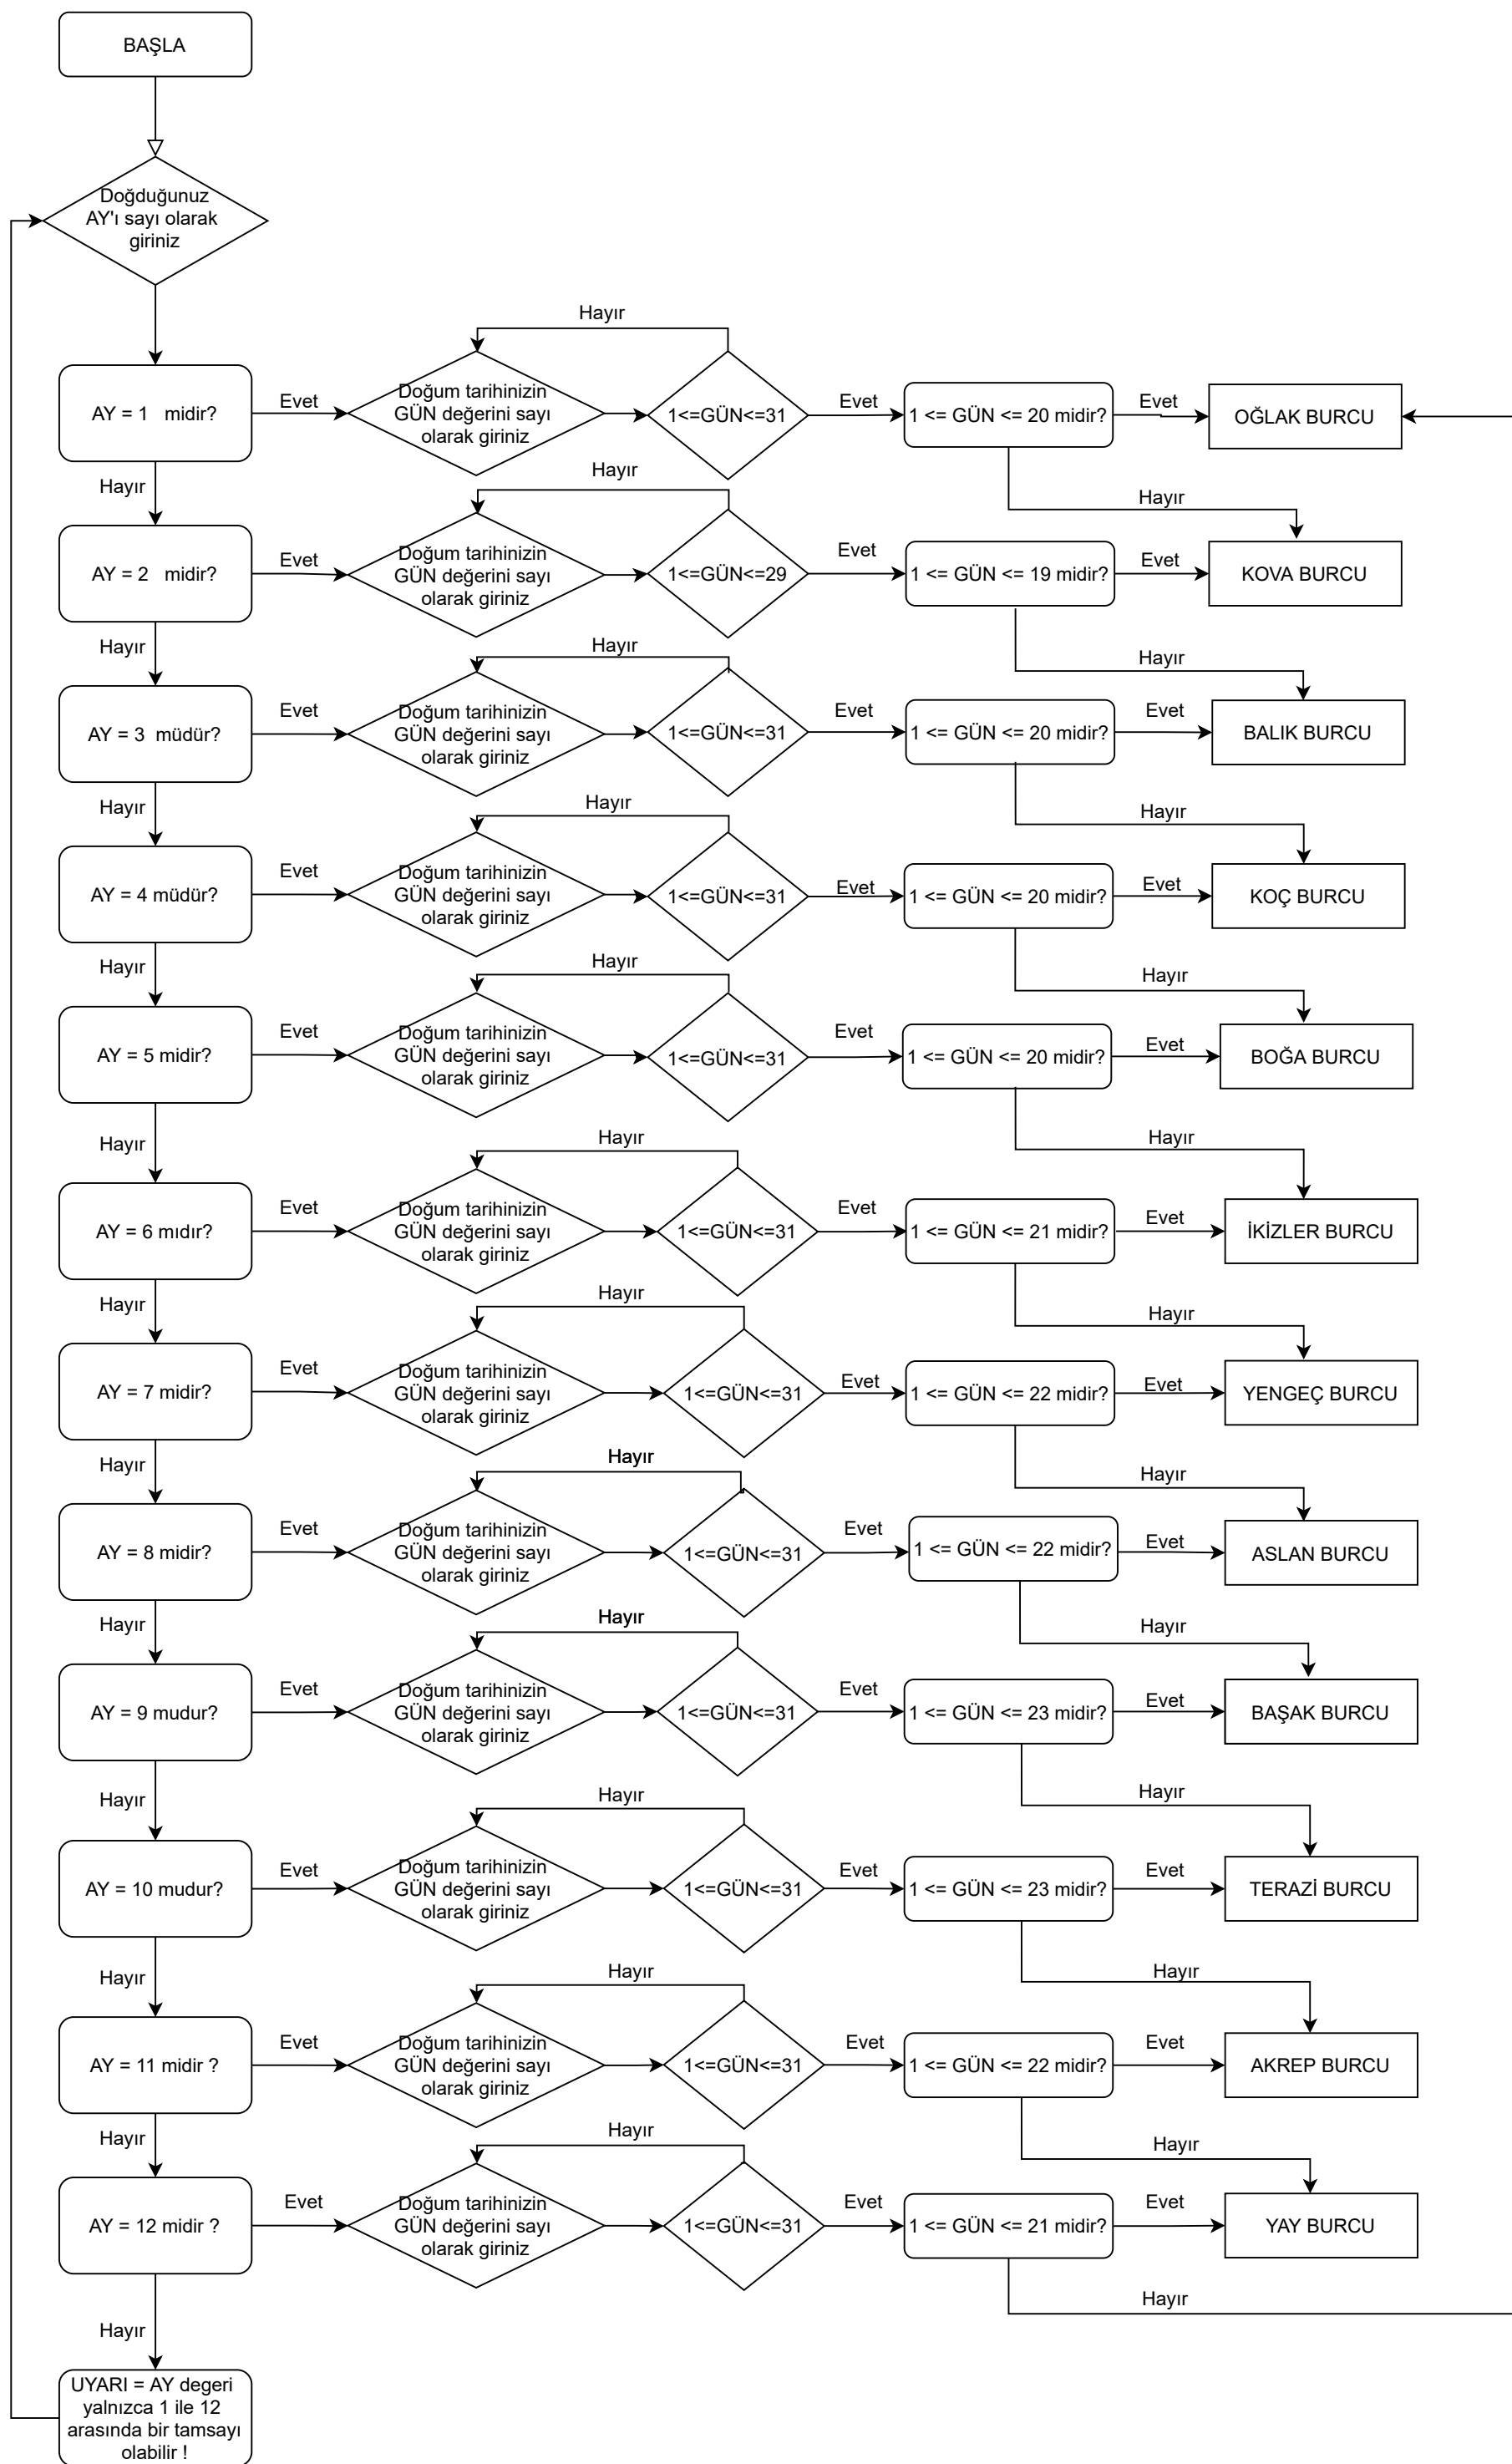 BAŞLA
Doğduğunuz
AY'ı sayı olarak
giriniz
Hayır
AY = 1 midir?
Evet
Doğum tarihinizin
GÜN değerini sayı
olarak giriniz
1<=GÜN<=31
Evet
1 <= GÜN <= 20 midir?
Evet
OĞLAK BURCU
Hayır
Hayır
Hayır
AY = 2 midir?
Evet
Doğum tarihinizin
GÜN değerini sayı
olarak giriniz
1<=GÜN<=29
Evet
1 <= GÜN <= 19 midir?
Evet
KOVA BURCU
Hayır
Hayır
Hayır
AY = 3 müdür?
Evet
Doğum tarihinizin
GÜN değerini sayı
olarak giriniz
1<=GÜN<=31
Evet
1 <= GÜN <= 20 midir?
Evet
BALIK BURCU
Hayır
Hayır
Hayır
AY = 4 müdür?
Evet
Doğum tarihinizin
GÜN değerini sayı
olarak giriniz
1<=GÜN<=31
Evet
1 <= GÜN <= 20 midir?
Evet
KOÇ BURCU
Hayır
Hayır
Hayır
AY = 5 midir?
Evet
Doğum tarihinizin
GÜN değerini sayı
olarak giriniz
1<=GÜN<=31
Evet
1 <= GÜN <= 20 midir?
Evet
BOĞA BURCU
Hayır
Hayır
Hayır
AY = 6 mıdır?
Evet
Doğum tarihinizin
GÜN değerini sayı
olarak giriniz
1<=GÜN<=31
Evet
1 <= GÜN <= 21 midir?
Evet
İKİZLER BURCU
Hayır
Hayır
Hayır
AY = 7 midir?
Evet
Doğum tarihinizin
GÜN değerini sayı
olarak giriniz
1<=GÜN<=31
Evet
1 <= GÜN <= 22 midir?
Evet
YENGEÇ BURCU
Hayır
Hayır
Hayır
AY = 8 midir?
Evet
Doğum tarihinizin
GÜN değerini sayı
olarak giriniz
1<=GÜN<=31
Evet
1 <= GÜN <= 22 midir?
Evet
ASLAN BURCU
Hayır
Hayır
Hayır
AY = 9 mudur?
Evet
Doğum tarihinizin
GÜN değerini sayı
olarak giriniz
1<=GÜN<=31
Evet
1 <= GÜN <= 23 midir?
Evet
BAŞAK BURCU
Hayır
Hayır
Hayır
AY = 10 mudur?
Evet
Doğum tarihinizin
GÜN değerini sayı
olarak giriniz
1<=GÜN<=31
Evet
1 <= GÜN <= 23 midir?
Evet
TERAZİ BURCU
Hayır
Hayır
Hayır
AY = 11 midir ?
Evet
Doğum tarihinizin
GÜN değerini sayı
olarak giriniz
1<=GÜN<=31
Evet
1 <= GÜN <= 22 midir?
Evet
AKREP BURCU
Hayır
Hayır
Hayır
AY = 12 midir ?
Evet
Doğum tarihinizin
GÜN değerini sayı
olarak giriniz
1<=GÜN<=31
Evet
1 <= GÜN <= 21 midir?
Evet
YAY BURCU
Hayır
Hayır
UYARI = AY degeri
yalnızca 1 ile 12
arasında bir tamsayı
olabilir !